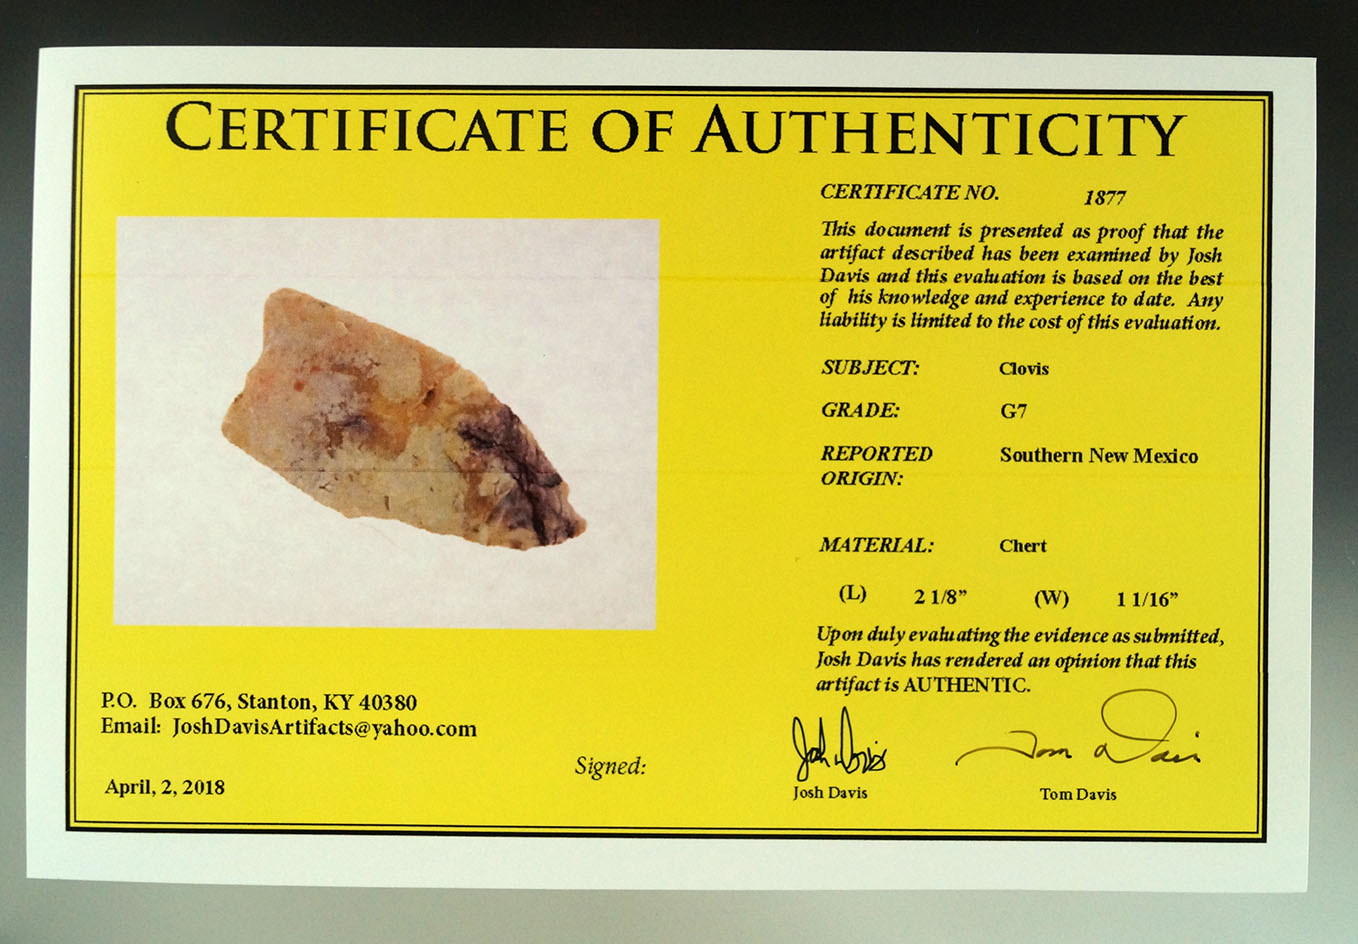 CERTIFICATE OF AUTHENTICITY
CERTIFICATE NO. 1877
This document is presented as proof that the
artifact described has been examined by Josh
Davis and this evaluation is based on the best
of his knowledge and experience to date. Any
liability is limited to the cost of this evaluation.
SUBJECT: Clovis
GRADE: G7
REPORTED Southern New Mexico
ORIGIN:
MATERIAL: Chert
(L) 2 1/8” (W) 1 1/16”
Upon duly evaluating the evidence as submitted,
Josh Davis has rendered an opinion that this
artifact is AUTHENTIC.
P.O. Box 676, Stanton, KY 40380
Email: JoshDavisArtifacts@yahoo.com
April, 2, 2018
Signed:
Josh Davis Tom Davis
Josh Davis Tom Davis